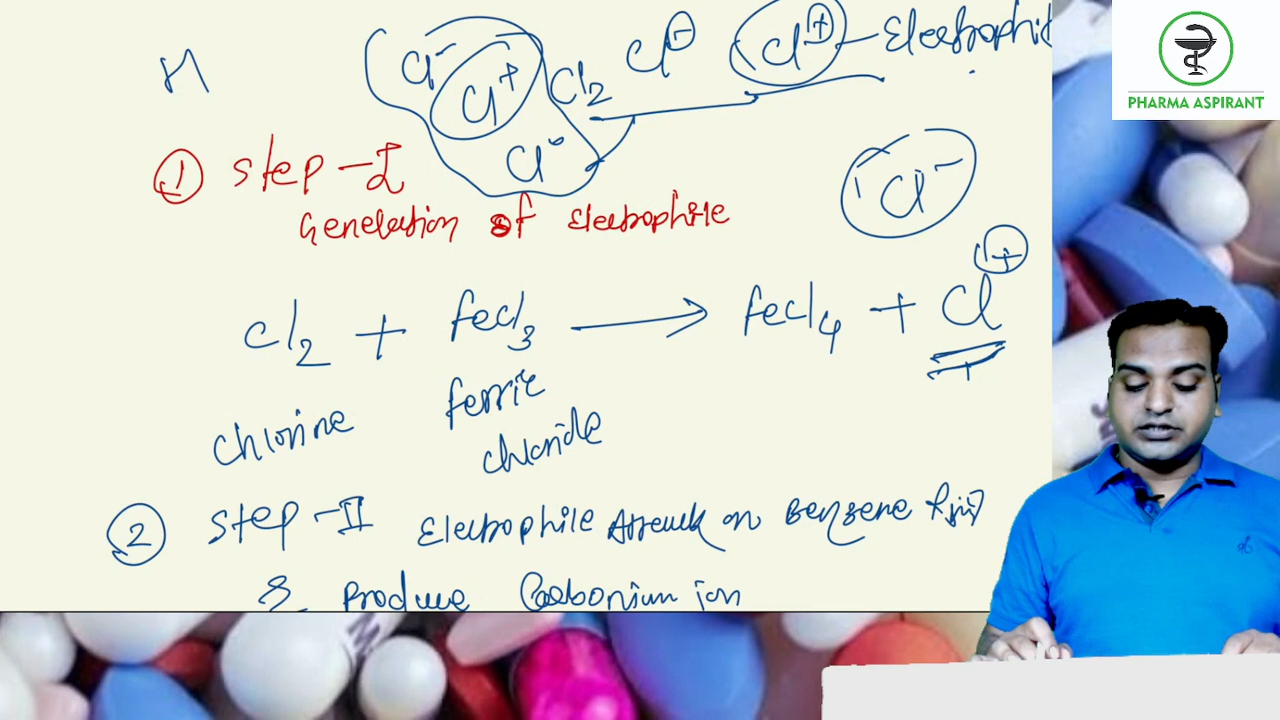 Cl⁻ Cl⁺ Cl₂ Cl⊖ Cl⊕ – Electrophil
Cl⁻
Cl⁻
① Step – I
Generation of Electrophile
Cl₂ + FeCl₃ ⟶ FeCl₄ + Cl⊕
Chlorine ferric
chloride
② Step – II Electrophile Attack on Benzene Ring
& Produce Carbonium ion
PHARMA ASPIRANT